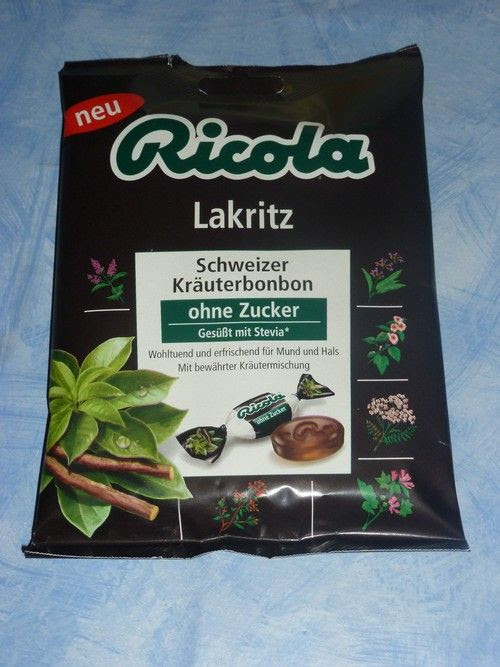 neu
Ricola
Lakritz
Schweizer
Kräuterbonbon
ohne Zucker
Gesüßt mit Stevia*
Wohltuend und erfrischend für Mund und Hals
Mit bewährter Kräutermischung
Ricola
ohne Zucker